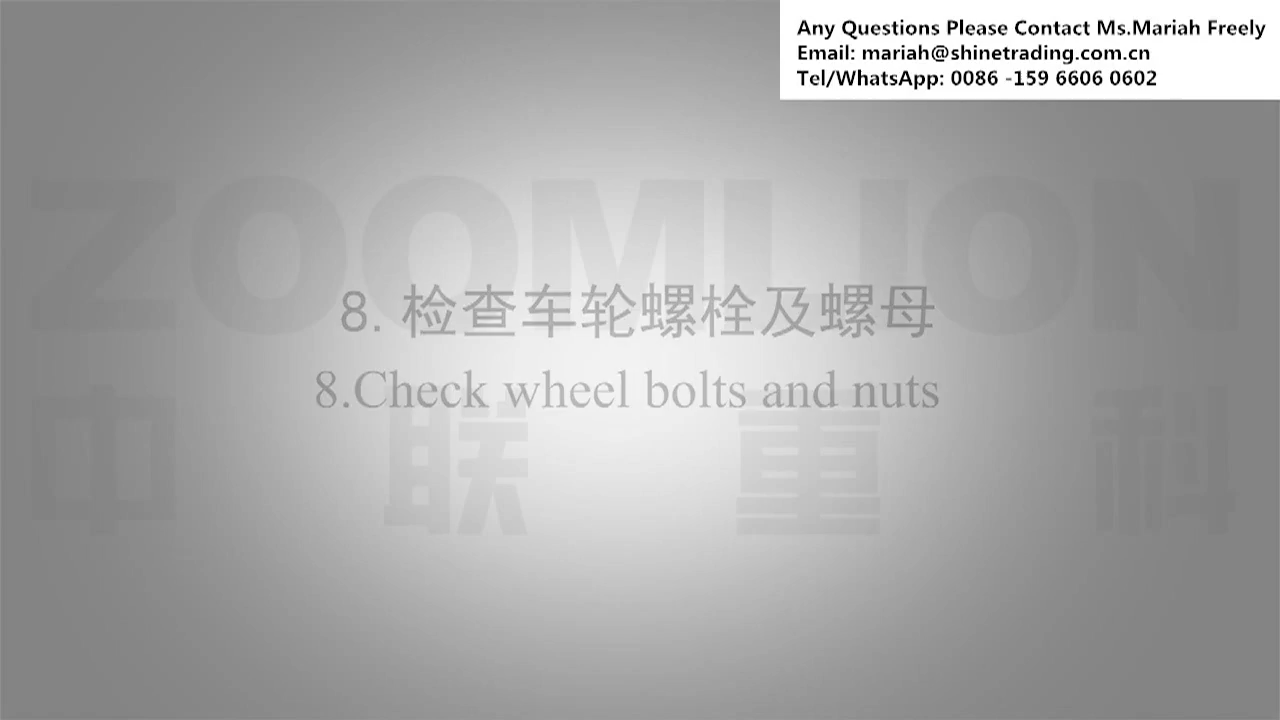 Any Questions Please Contact Ms.Mariah Freely
Email: mariah@shinetrading.com.cn
Tel/WhatsApp: 0086 -159 6606 0602
ZOOMLION
8. 检查车轮螺栓及螺母
8.Check wheel bolts and nuts
中联重科